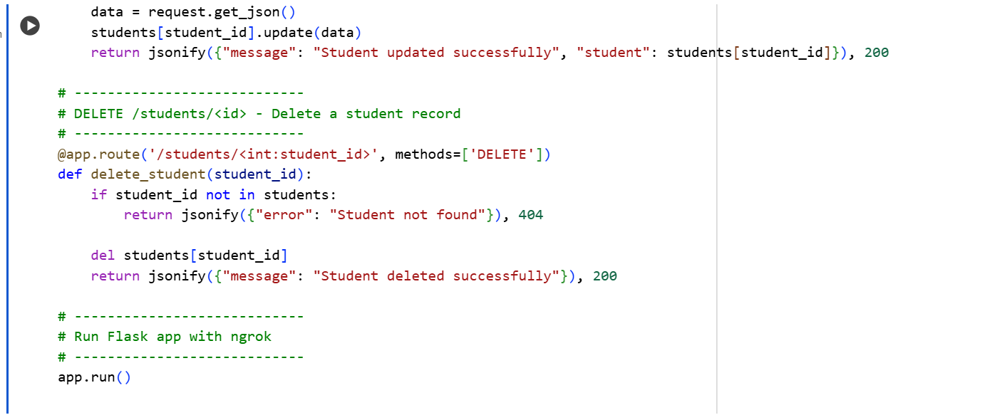 data = request.get_json()
    students[student_id].update(data)
    return jsonify({"message": "Student updated successfully", "student": students[student_id]}), 200

# ----------------------------
# DELETE /students/<id> - Delete a student record
# ----------------------------
@app.route('/students/<int:student_id>', methods=['DELETE'])
def delete_student(student_id):
    if student_id not in students:
        return jsonify({"error": "Student not found"}), 404

    del students[student_id]
    return jsonify({"message": "Student deleted successfully"}), 200

# ----------------------------
# Run Flask app with ngrok
# ----------------------------
app.run()